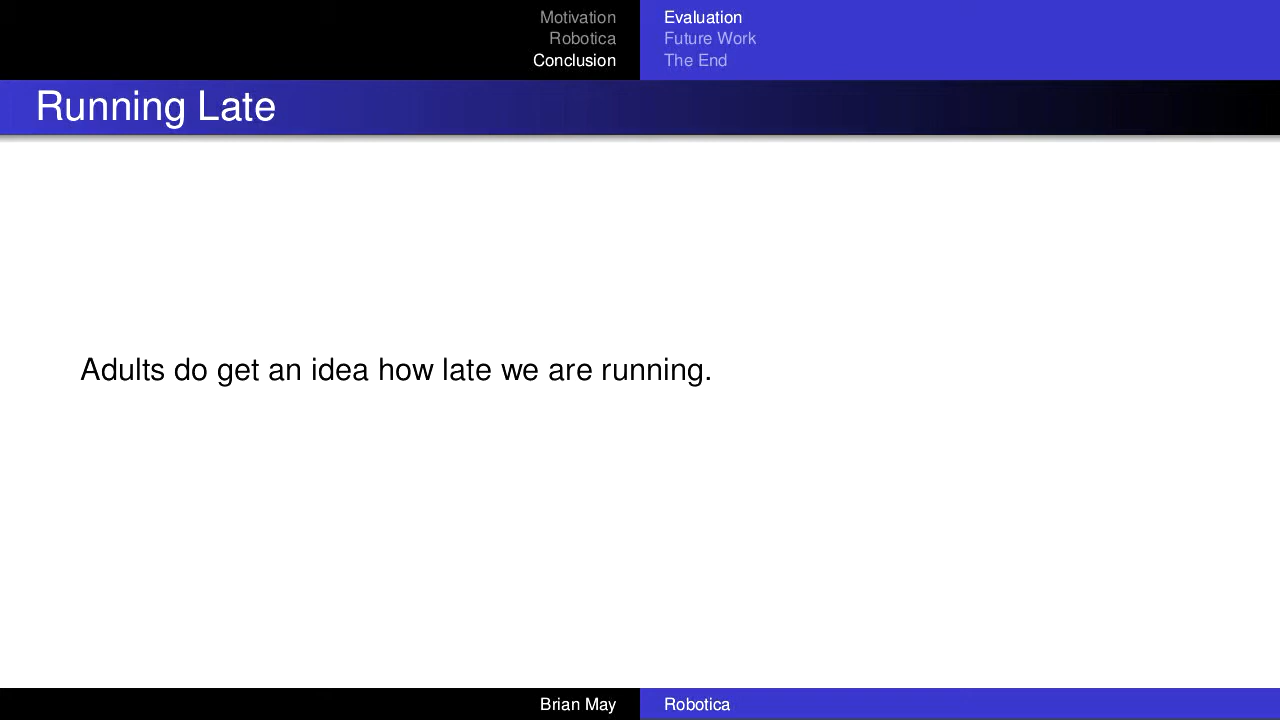 Motivation
Robotica
Conclusion
Evaluation
Future Work
The End
Running Late
Adults do get an idea how late we are running.
Brian May
Robotica